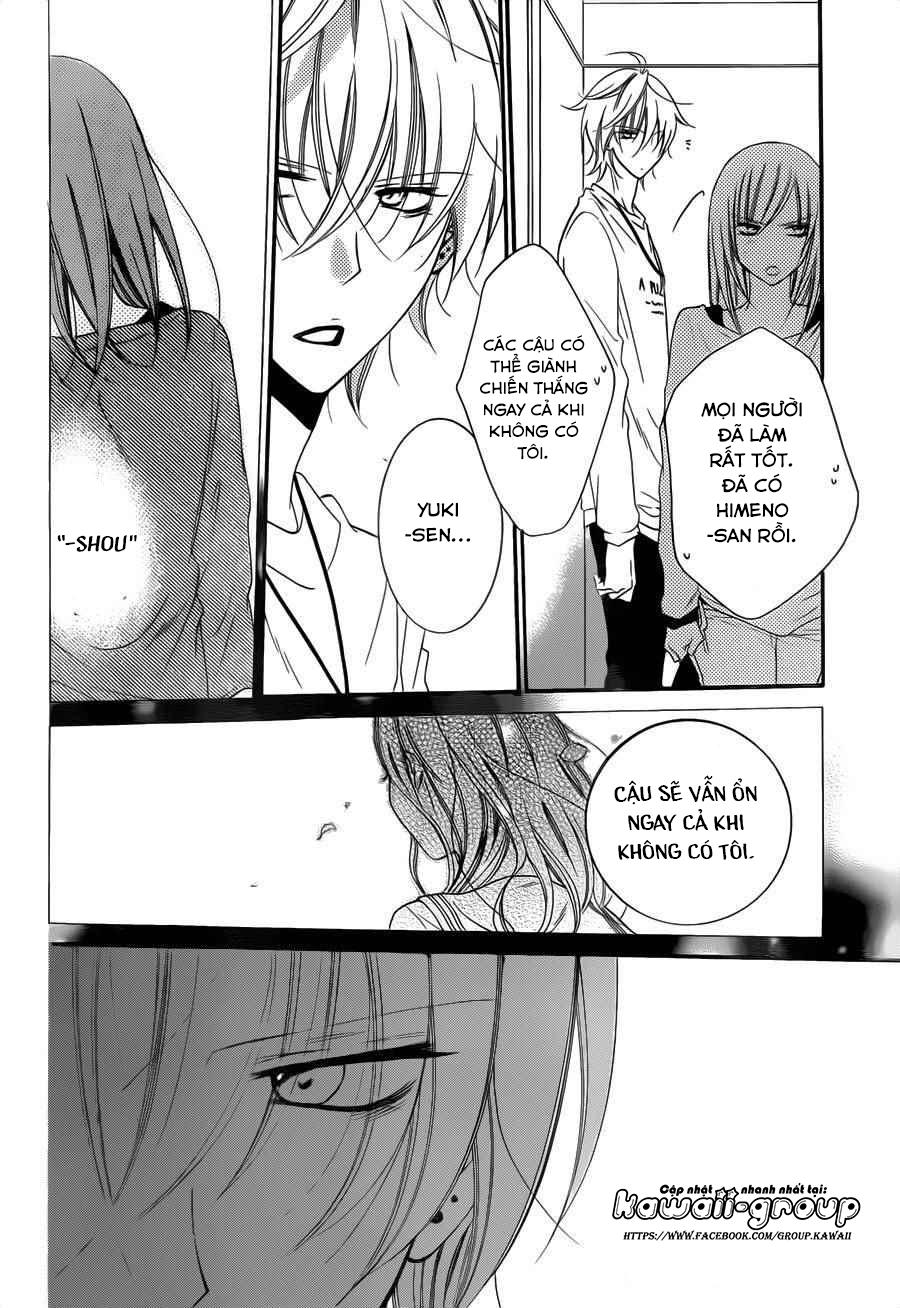 MỌI NGƯỜI
ĐÃ LÀM
RẤT TỐT.
ĐÃ CÓ
HIMENO
-SAN RỒI.
CÁC CẬU CÓ
THỂ GIÀNH
CHIẾN THẮNG
NGAY CẢ KHI
KHÔNG CÓ
TÔI.
YUKI
-SEN...
"-SHOU"
CẬU SẼ VẪN ỔN
NGAY CẢ KHI
KHÔNG CÓ TÔI.
Cập nhật nhanh nhất tại:
kawaii-group
HTTPS://WWW.FACEBOOK.COM/GROUP.KAWAII